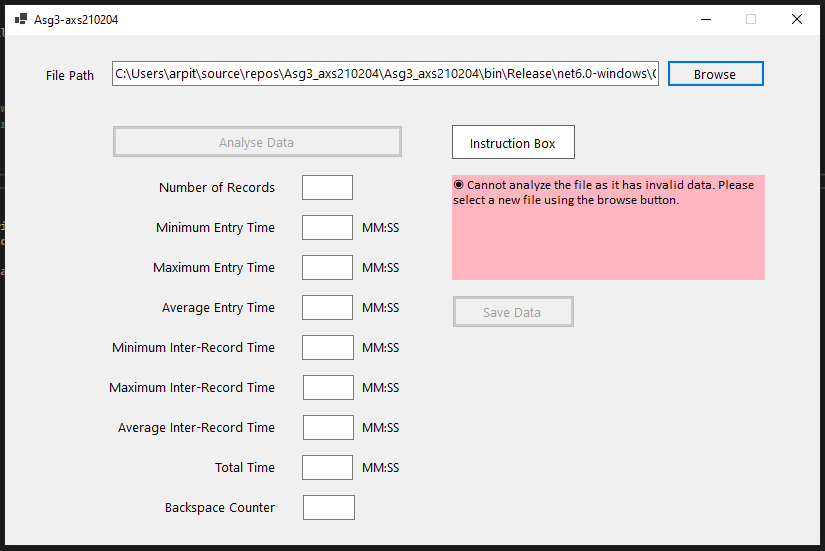 Asg3-axs210204
File Path
C:\Users\arpit\source\repos\Asg3_axs210204\Asg3_axs210204\bin\Release\net6.0-windows\
Browse
Analyse Data
Instruction Box
Number of Records
◉ Cannot analyze the file as it has invalid data. Please
select a new file using the browse button.
Minimum Entry Time
MM:SS
Maximum Entry Time
MM:SS
Average Entry Time
MM:SS
Save Data
Minimum Inter-Record Time
MM:SS
Maximum Inter-Record Time
MM:SS
Average Inter-Record Time
MM:SS
Total Time
MM:SS
Backspace Counter